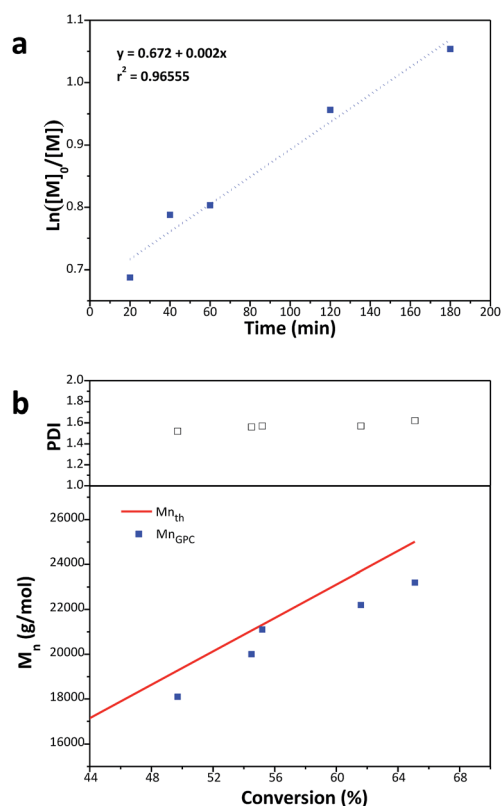 a
y = 0.672 + 0.002x
r² = 0.96555
1.1
1.0
0.9
0.8
0.7
Ln([M]₀/[M])
0 20 40 60 80 100 120 140 160 180 200
Time (min)
b
2.0
1.8
1.6
1.4
1.2
1.0
PDI
Mn_th
Mn_GPC
26000
24000
22000
20000
18000
16000
Mₙ (g/mol)
44 48 52 56 60 64 68
Conversion (%)